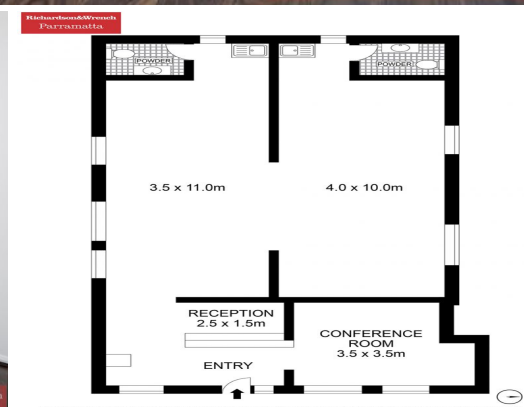 Richardson&Wrench
Parramatta
POWDER
POWDER
3.5 x 11.0m
4.0 x 10.0m
RECEPTION
2.5 x 1.5m
CONFERENCE
ROOM
3.5 x 3.5m
ENTRY